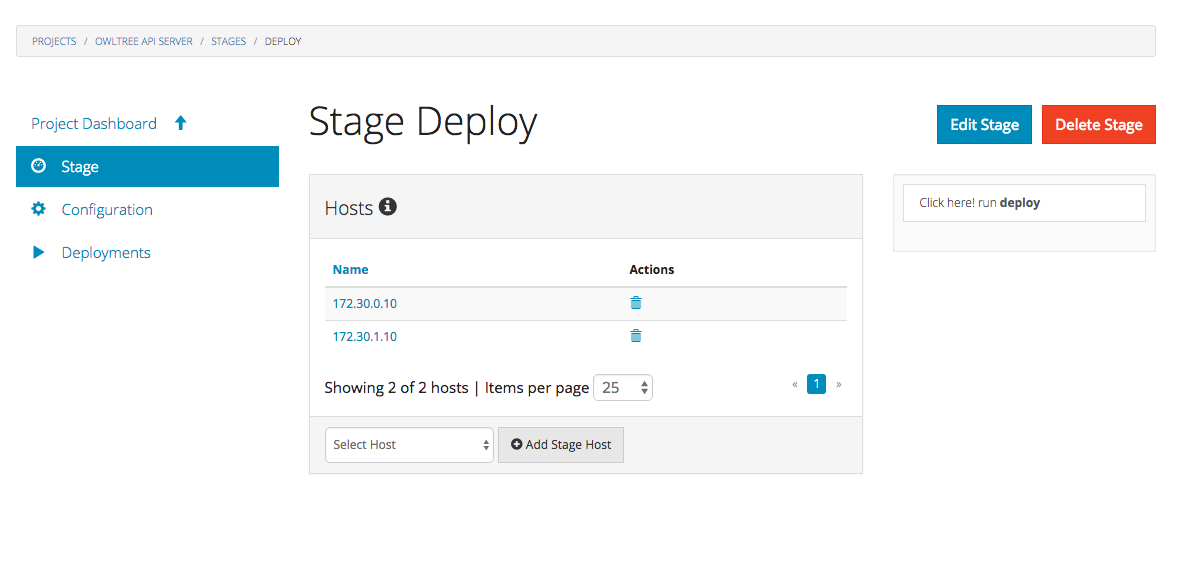 PROJECTS / OWLTREE API SERVER / STAGES / DEPLOY
Project Dashboard
Stage
Configuration
Deployments
Stage Deploy
Edit Stage
Delete Stage
Hosts
Name Actions
172.30.0.10
172.30.1.10
Showing 2 of 2 hosts | Items per page 25
« 1 »
Select Host
Add Stage Host
Click here! run deploy